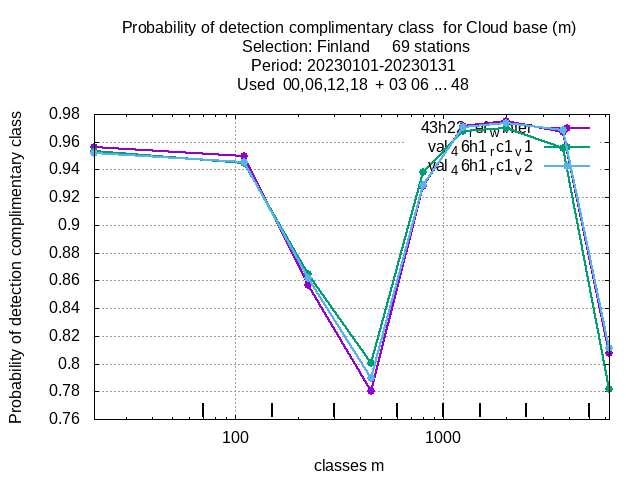 Probability of detection complimentary class for Cloud base (m)
Selection: Finland 69 stations
Period: 20230101-20230131
Used 00,06,12,18 + 03 06 ... 48
Probability of detection complimentary class
0.98
0.96
0.94
0.92
0.9
0.88
0.86
0.84
0.82
0.8
0.78
0.76
val_46h1_rc1_v1
val_46h1_rc1_v2
100
1000
classes m